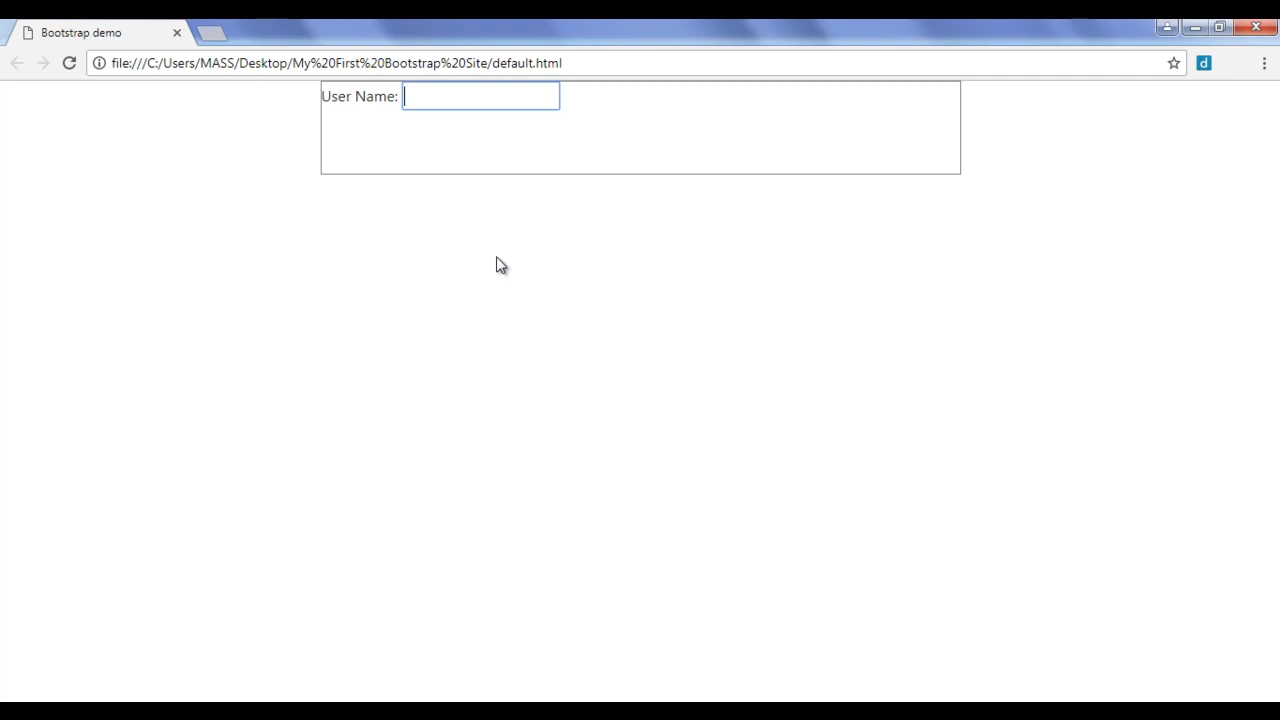 Bootstrap demo
file:///C:/Users/MASS/Desktop/My%20First%20Bootstrap%20Site/default.html
d
User Name: